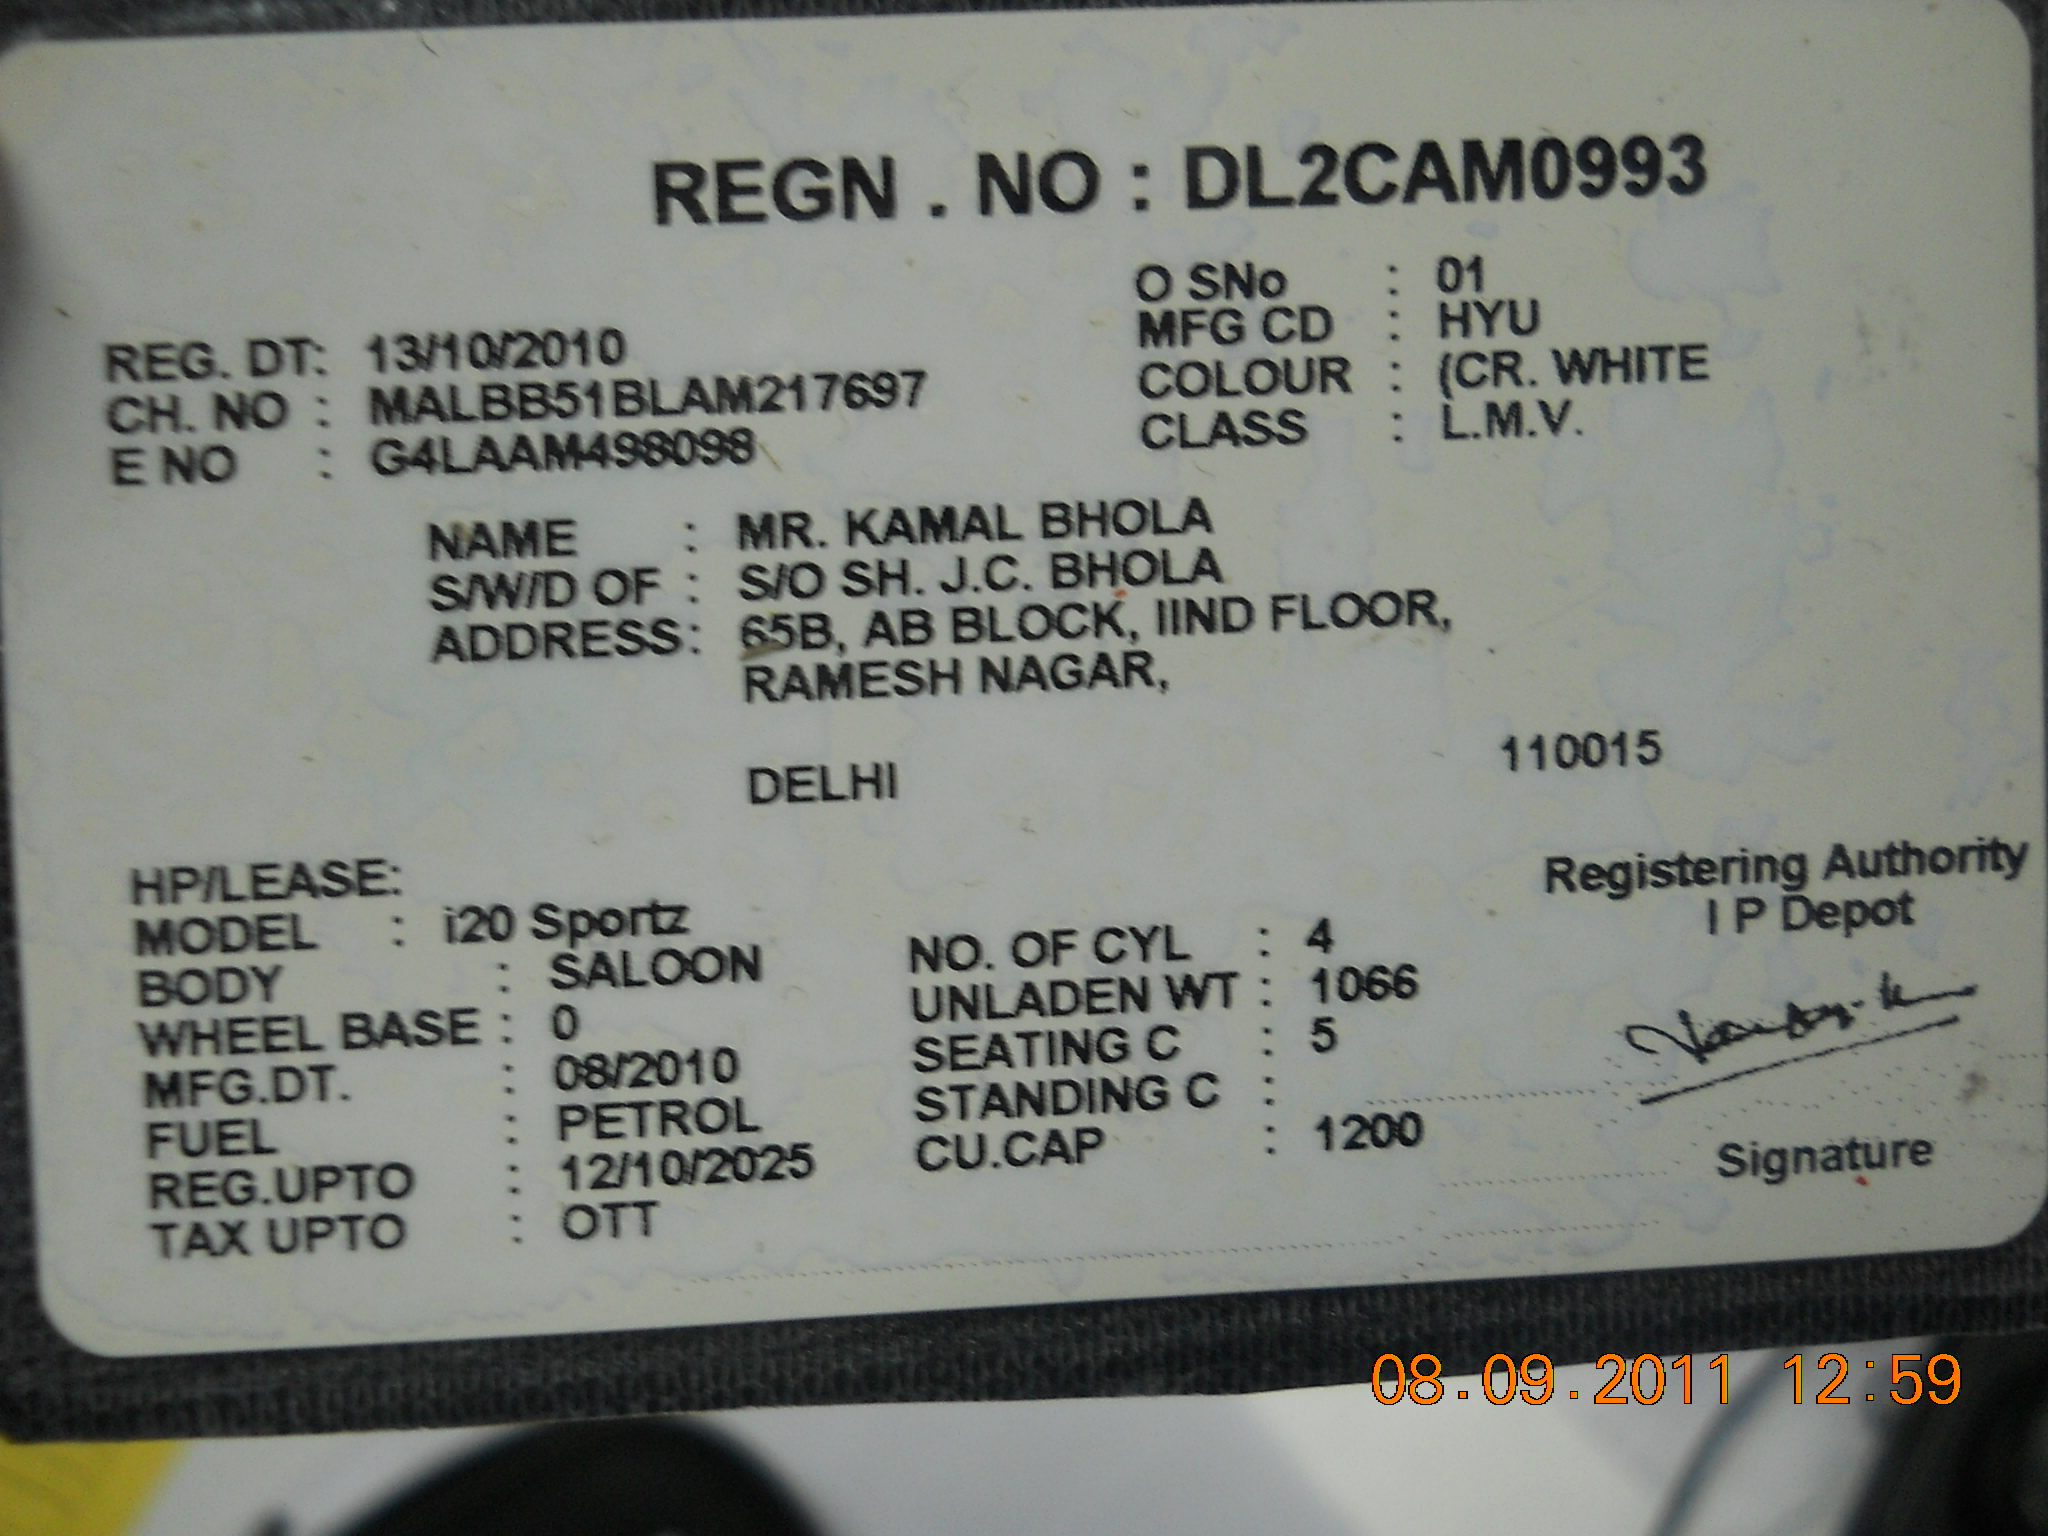 REGN . NO : DL2CAM0993
O SNo : 01
MFG CD : HYU
REG. DT: 13/10/2010
COLOUR : (CR. WHITE
CH. NO : MALBB51BLAM217697
CLASS : L.M.V.
E NO : G4LAAM498098
NAME : MR. KAMAL BHOLA
S/W/D OF : S/O SH. J.C. BHOLA
ADDRESS: 65B, AB BLOCK, IIND FLOOR,
RAMESH NAGAR,
DELHI 110015
HP/LEASE:
Registering Authority
I P Depot
MODEL : i20 Sportz
NO. OF CYL : 4
BODY : SALOON
UNLADEN WT : 1066
WHEEL BASE : 0
SEATING C : 5
MFG.DT. : 08/2010
STANDING C :
FUEL : PETROL
CU.CAP : 1200
REG.UPTO : 12/10/2025
Signature
TAX UPTO : OTT
08.09.2011 12:59